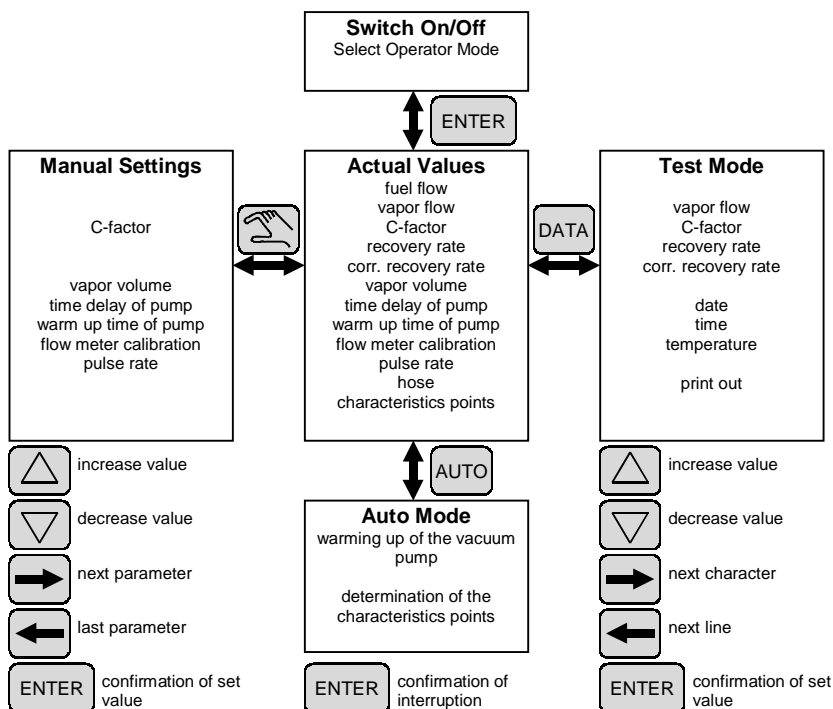 Switch On/Off
Select Operator Mode
ENTER
Manual Settings
C-factor
vapor volume
time delay of pump
warm up time of pump
flow meter calibration
pulse rate
Actual Values
fuel flow
vapor flow
C-factor
recovery rate
corr. recovery rate
vapor volume
time delay of pump
warm up time of pump
flow meter calibration
pulse rate
hose
characteristics points
DATA
Test Mode
vapor flow
C-factor
recovery rate
corr. recovery rate
date
time
temperature
print out
increase value
decrease value
next parameter
last parameter
ENTER
confirmation of set
value
AUTO
Auto Mode
warming up of the vacuum
pump
determination of the
characteristics points
ENTER
confirmation of
interruption
increase value
decrease value
next character
next line
ENTER
confirmation of set
value